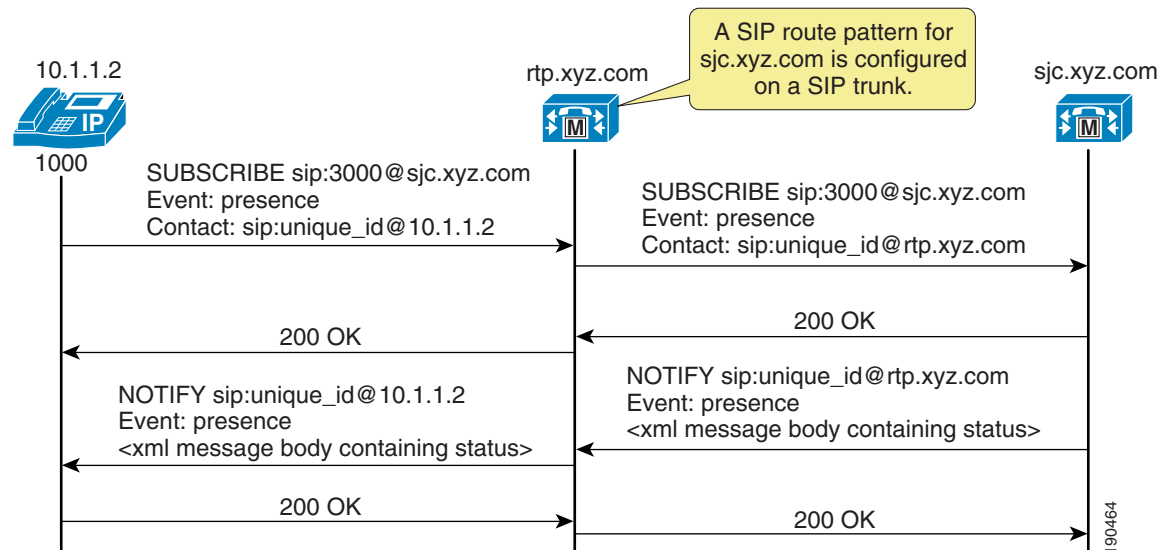 A SIP route pattern for
sjc.xyz.com is configured
on a SIP trunk.
10.1.1.2
rtp.xyz.com
sjc.xyz.com
IP
M
M
1000
SUBSCRIBE sip:3000@sjc.xyz.com
Event: presence
Contact: sip:unique_id@10.1.1.2
SUBSCRIBE sip:3000@sjc.xyz.com
Event: presence
Contact: sip:unique_id@rtp.xyz.com
200 OK
200 OK
NOTIFY sip:unique_id@10.1.1.2
Event: presence
<xml message body containing status>
NOTIFY sip:unique_id@rtp.xyz.com
Event: presence
<xml message body containing status>
200 OK
200 OK
190464